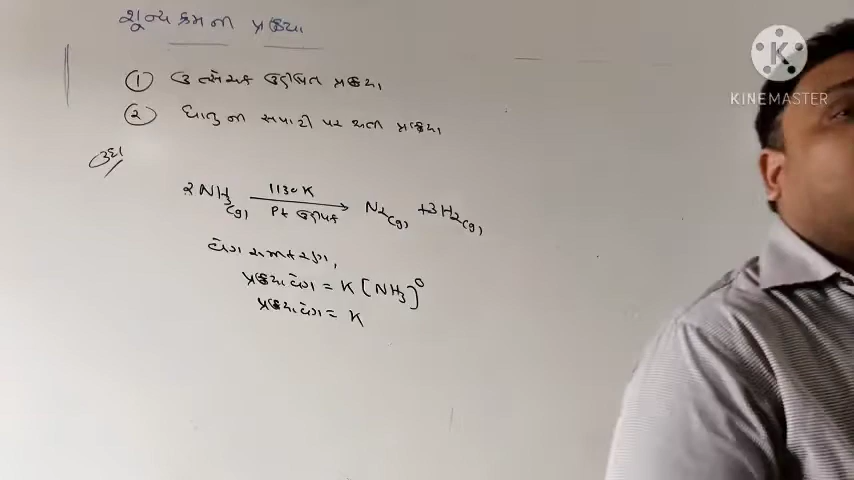 શૂન્ય ક્રમની પ્રક્રિયા
K
KINEMASTER
① ઉત્સેચક ઉદ્દીપિત પ્રક્રિયા
② ધાતુની સપાટી પર થતી પ્રક્રિયા
ઉદા
2NH₃(g) —1130K→ Pt ઉદ્દીપક N₂(g) + 3H₂(g)
વેગ સમીકરણ,
પ્રક્રિયાવેગ = K [NH₃]⁰
પ્રક્રિયાવેગ = K